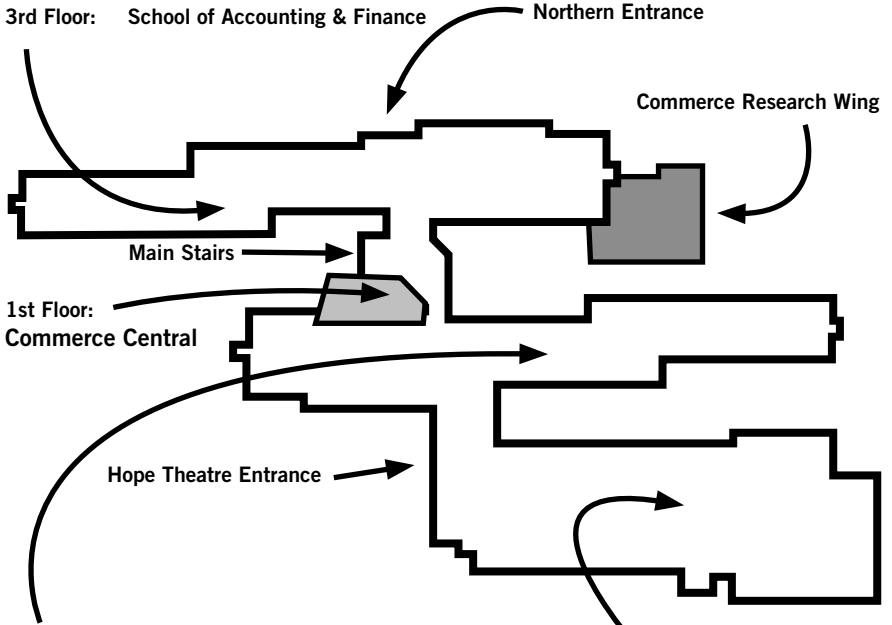 3rd Floor: School of Accounting & Finance
Northern Entrance
Commerce Research Wing
Main Stairs
1st Floor:
Commerce Central
Hope Theatre Entrance